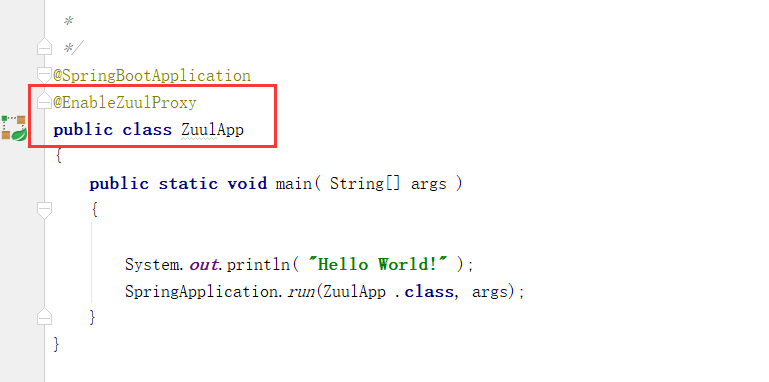 *
*/
@SpringBootApplication
@EnableZuulProxy
public class ZuulApp
{
public static void main( String[] args )
{
System.out.println( "Hello World!" );
SpringApplication.run(ZuulApp .class, args);
}
}